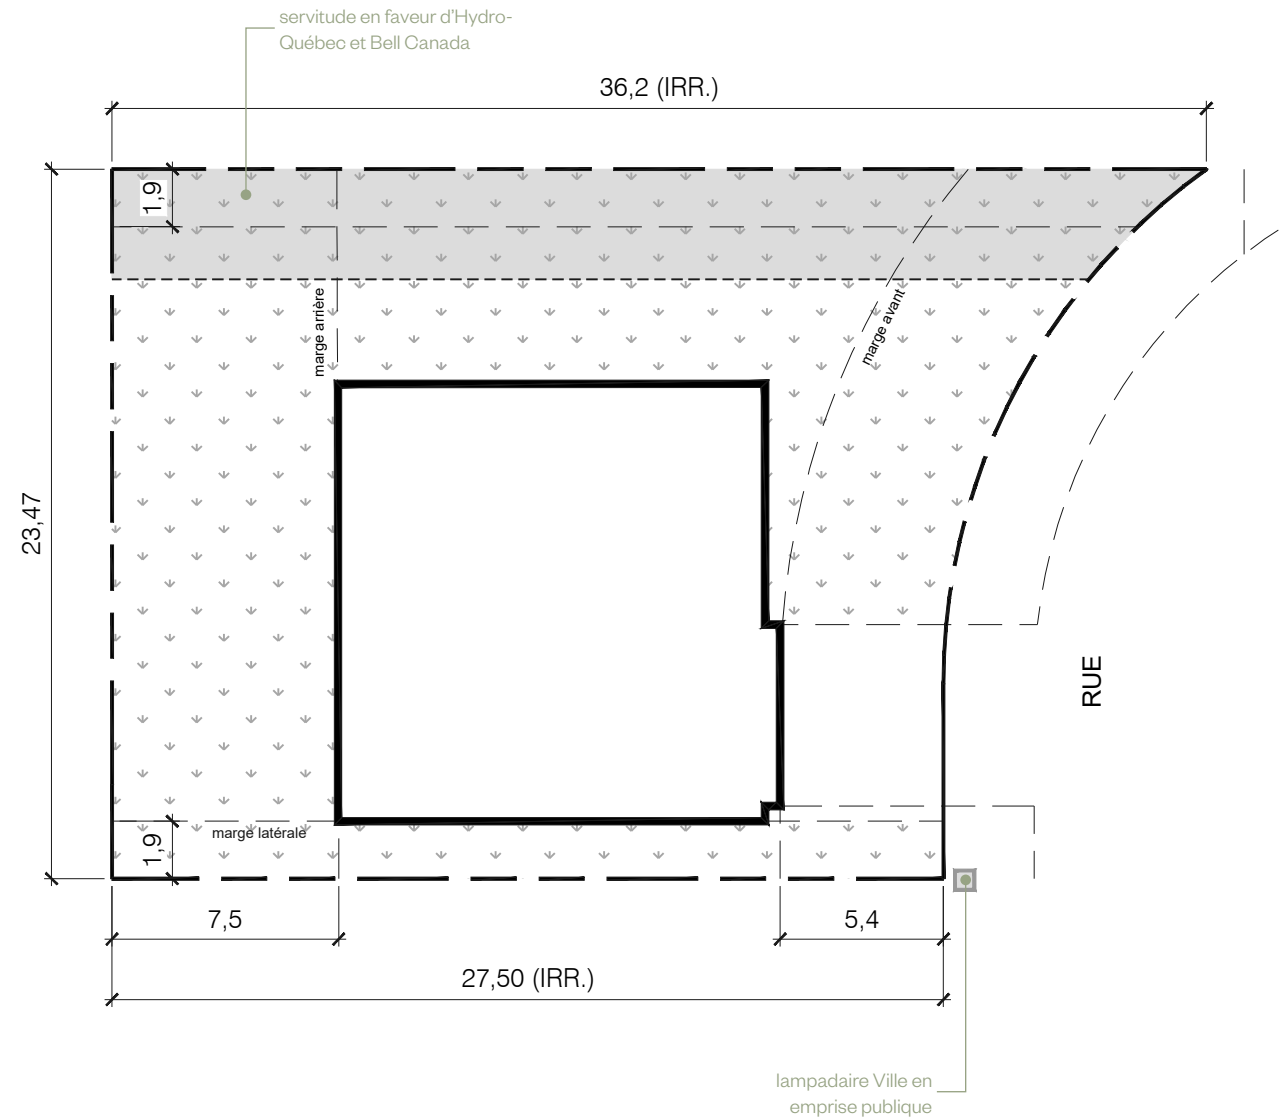 servitude en faveur d'Hydro-
Québec et Bell Canada
36,2 (IRR.)
1,9
marge arrière
marge avant
23,47
RUE
marge latérale
1,9
7,5
5,4
27,50 (IRR.)
lampadaire Ville en
emprise publique